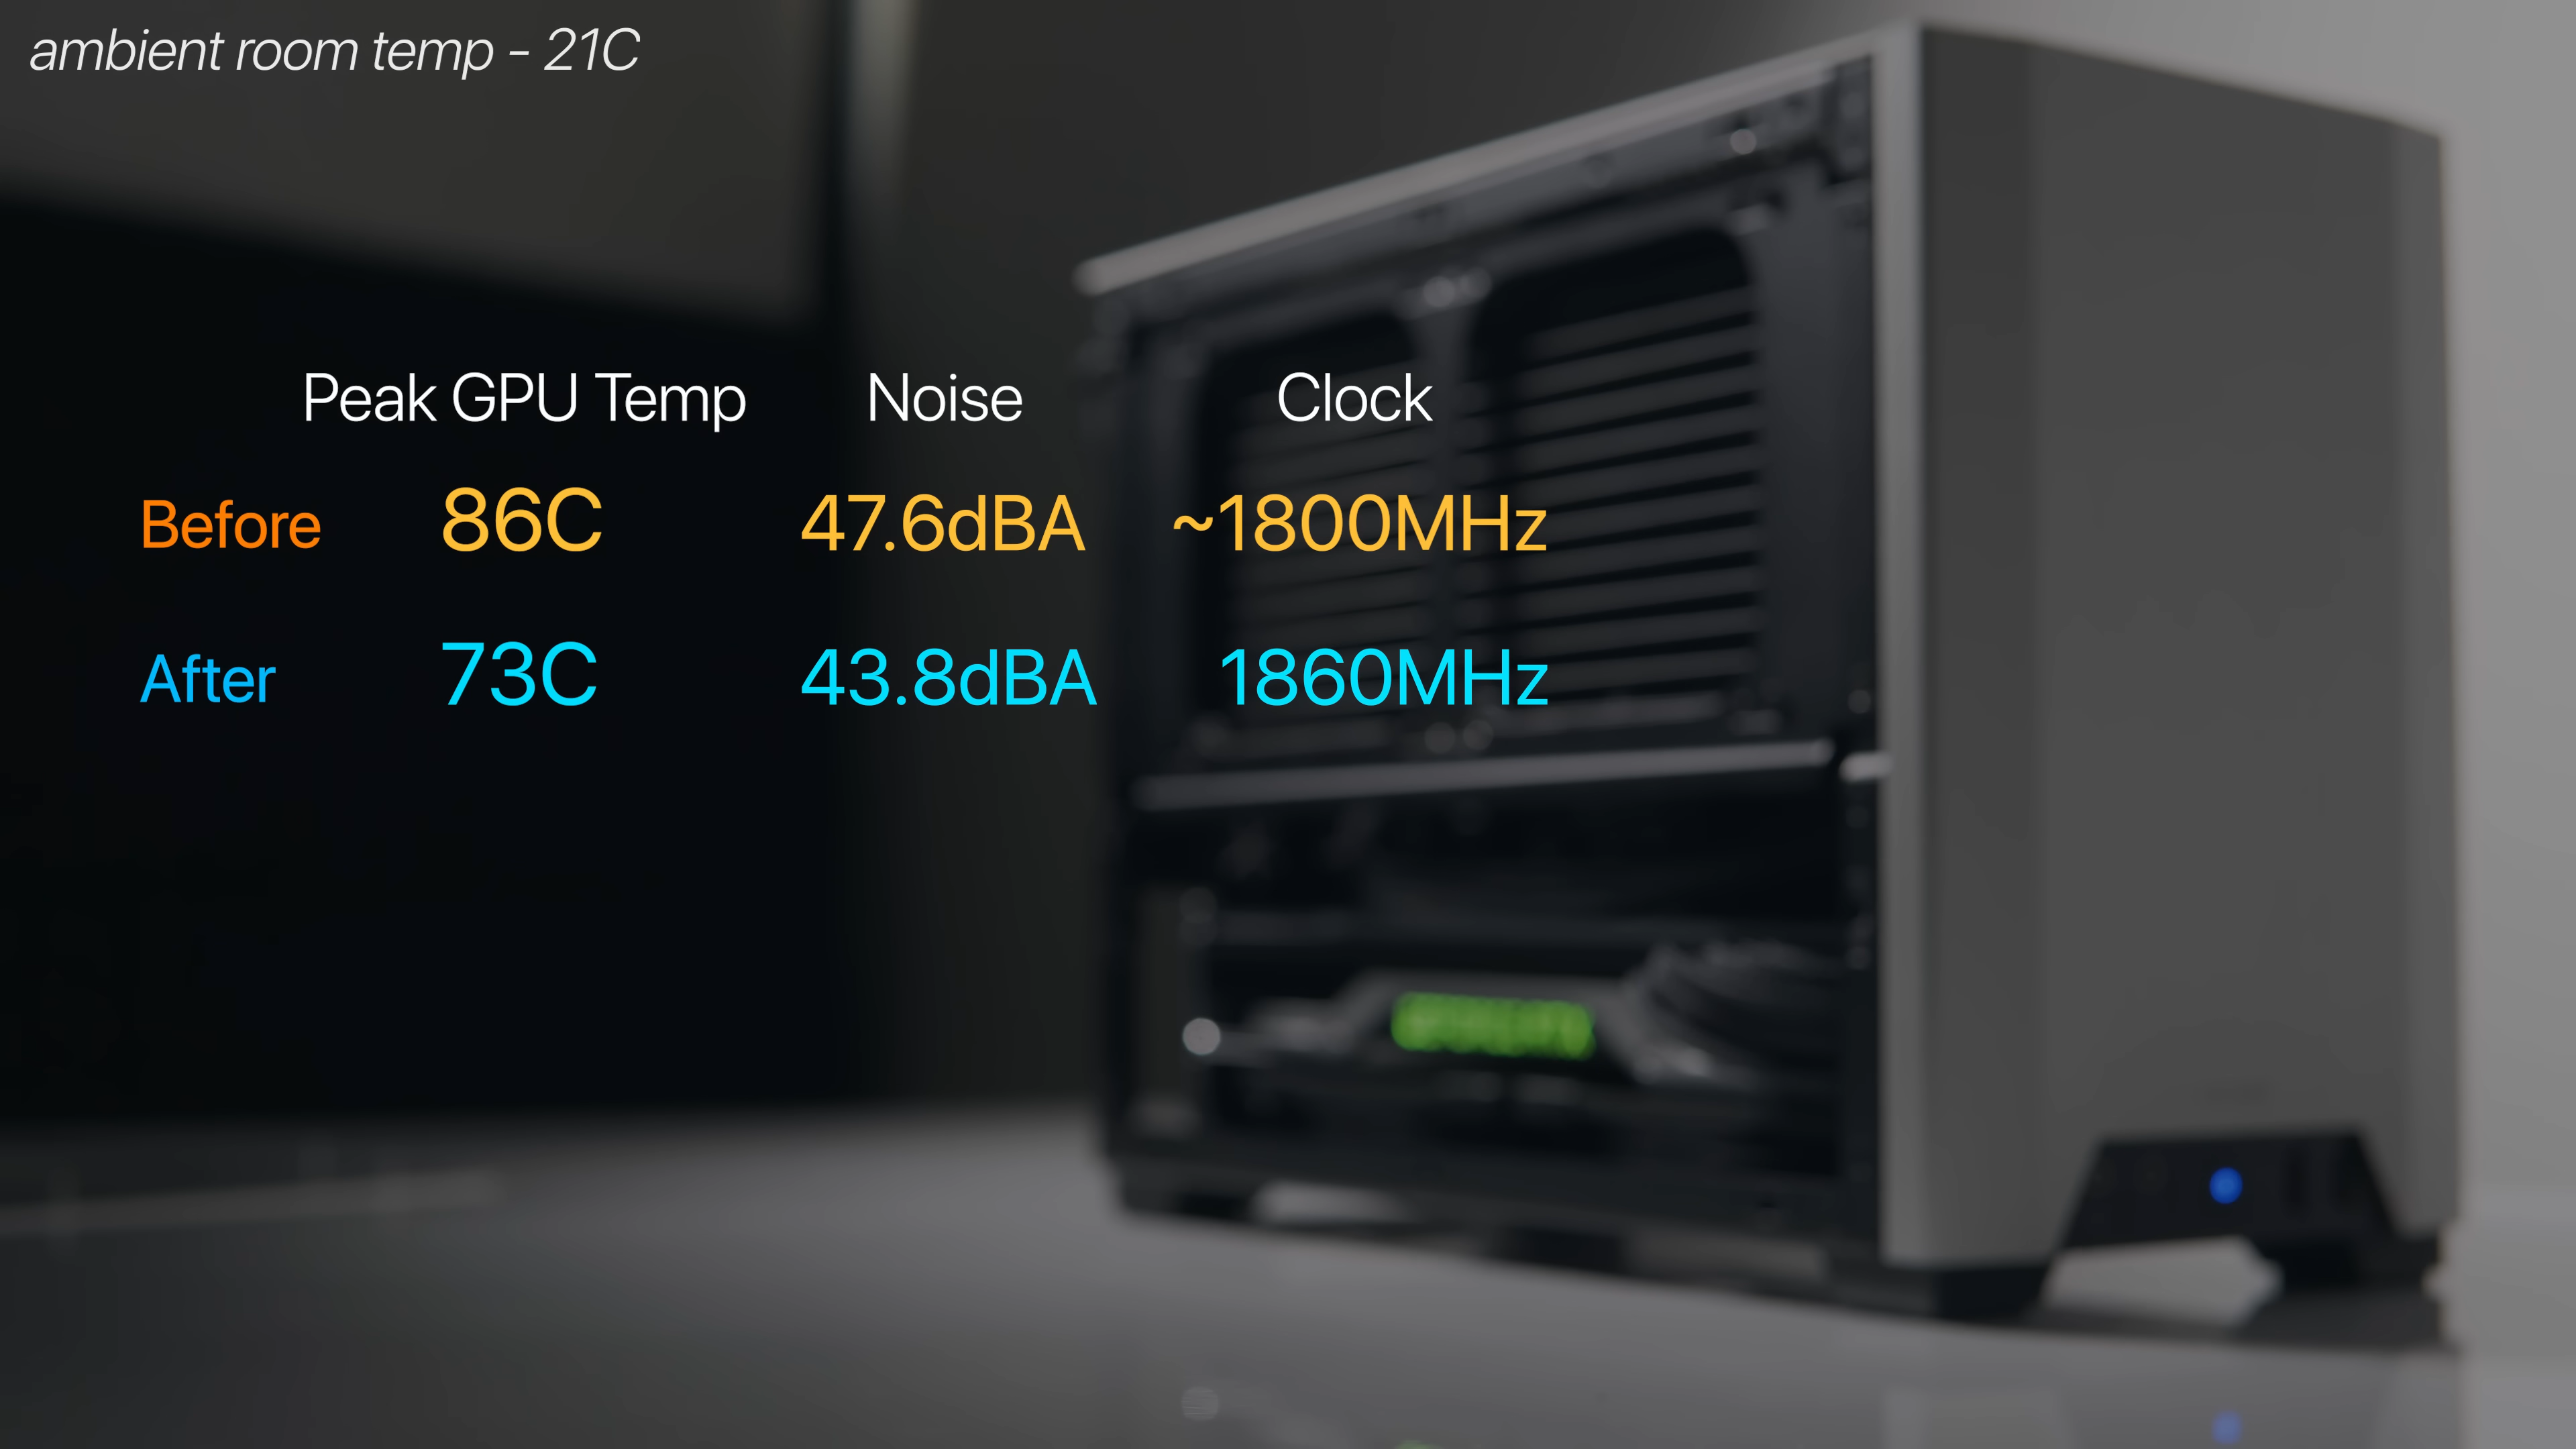 ambient room temp - 21C
Peak GPU Temp Noise Clock
Before 86C 47.6dBA ~1800MHz
After 73C 43.8dBA 1860MHz